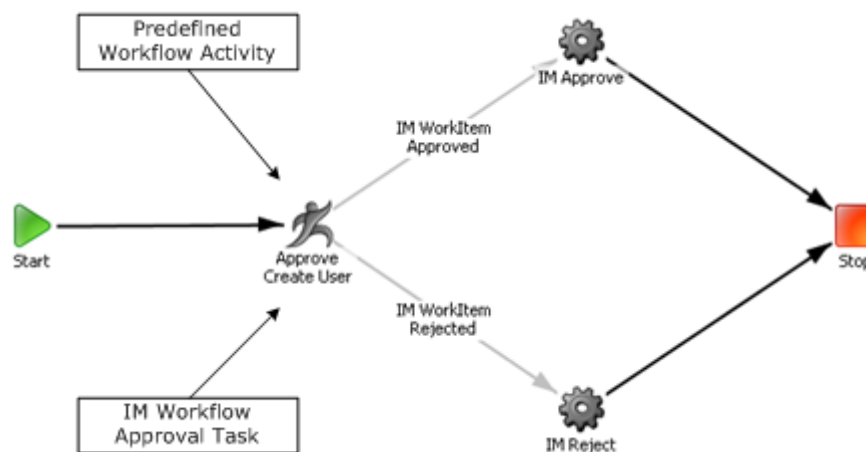 Predefined
Workflow Activity
IM Approve
IM WorkItem
Approved
Start
Approve
Create User
Stop
IM WorkItem
Rejected
IM Workflow
Approval Task
IM Reject